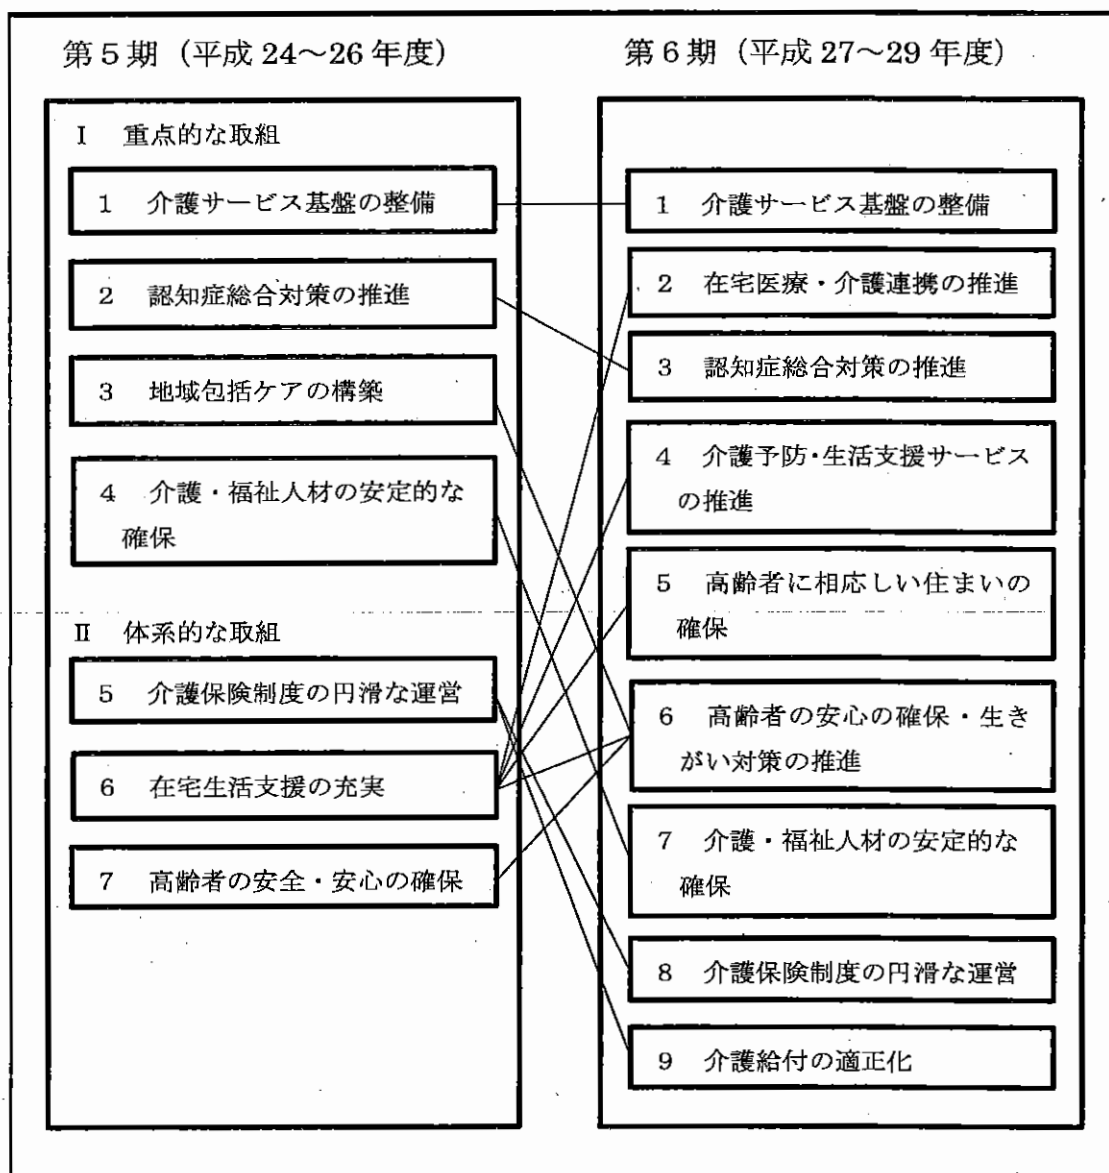 第5期（平成 24～26 年度）
Ⅰ　重点的な取組
1　介護サービス基盤の整備
2　認知症総合対策の推進
3　地域包括ケアの構築
4　介護・福祉人材の安定的な
確保
Ⅱ　体系的な取組
5　介護保険制度の円滑な運営
6　在宅生活支援の充実
7　高齢者の安全・安心の確保
第6期（平成 27～29 年度）
1　介護サービス基盤の整備
2　在宅医療・介護連携の推進
3　認知症総合対策の推進
4　介護予防・生活支援サービス
の推進
5　高齢者に相応しい住まいの
確保
6　高齢者の安心の確保・生き
がい対策の推進
7　介護・福祉人材の安定的な
確保
8　介護保険制度の円滑な運営
9　介護給付の適正化